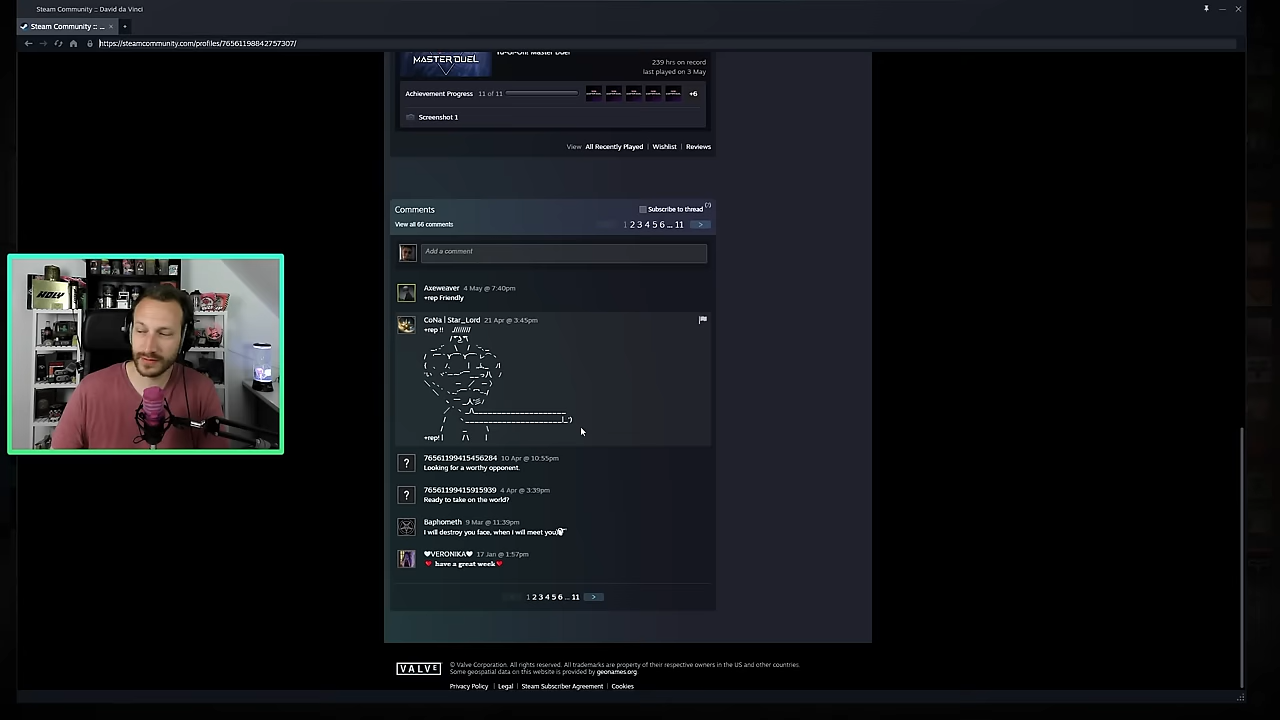 Steam Community :: David da Vinci
Steam Community :: ...
https://steamcommunity.com/profiles/76561198842757307/
Yu-Gi-Oh! Master Duel
MASTER DUEL
239 hrs on record
last played on 3 May
Achievement Progress 11 of 11
+6
Screenshot 1
View All Recently Played | Wishlist | Reviews
Comments
Subscribe to thread (?)
View all 66 comments
1 2 3 4 5 6 ... 11 >
Add a comment
Axeweaver 4 May @ 7:40pm
+rep Friendly
CoNa | Star_Lord 21 Apr @ 3:45pm
+rep !!
+rep!
76561199415456284 10 Apr @ 10:55pm
Looking for a worthy opponent.
76561199415915939 4 Apr @ 3:39pm
Ready to take on the world?
Baphometh 9 Mar @ 11:39pm
I will destroy you face, when I will meet you
♥VERONIKA♥ 17 Jan @ 1:57pm
♥ have a great week♥
1 2 3 4 5 6 ... 11 >
HOLY
VALVE
© Valve Corporation. All rights reserved. All trademarks are property of their respective owners in the US and other countries.
Some geospatial data on this website is provided by geonames.org.
Privacy Policy | Legal | Steam Subscriber Agreement | Cookies